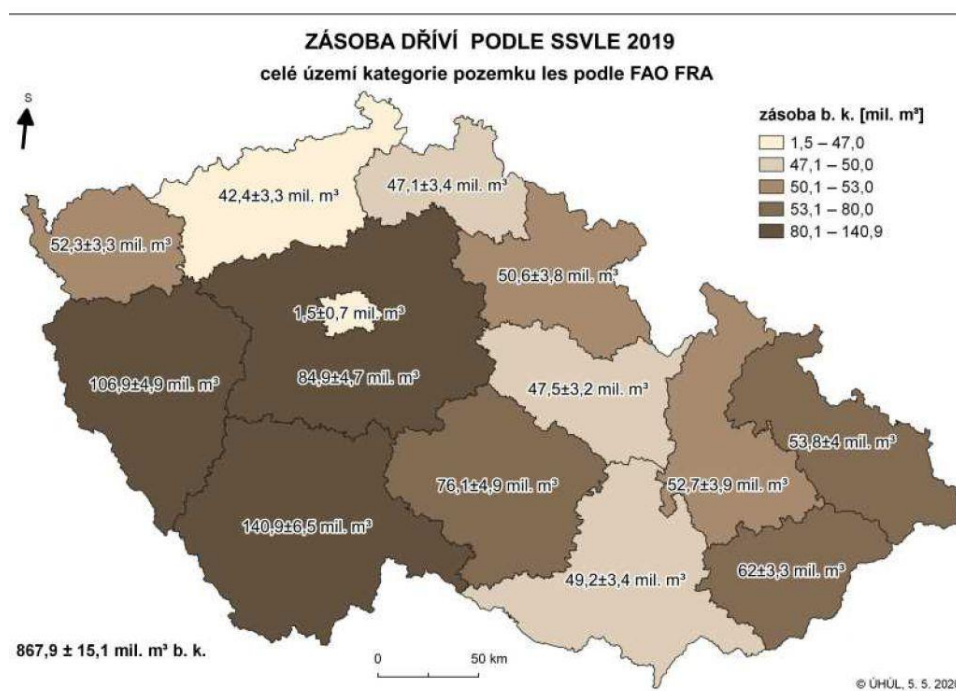 ZÁSOBA DŘÍVÍ PODLE SSVLE 2019
celé území kategorie pozemku les podle FAO FRA
S
zásoba b. k. [mil. m³]
1,5 – 47,0
47,1 – 50,0
50,1 – 53,0
53,1 – 80,0
80,1 – 140,9
42,4±3,3 mil. m³
47,1±3,4 mil. m³
52,3±3,3 mil. m³
50,6±3,8 mil. m³
1,5±0,7 mil. m³
106,9±4,9 mil. m³
84,9±4,7 mil. m³
47,5±3,2 mil. m³
53,8±4 mil. m³
76,1±4,9 mil. m³
52,7±3,9 mil. m³
140,9±6,5 mil. m³
49,2±3,4 mil. m³
62±3,3 mil. m³
867,9 ± 15,1 mil. m³ b. k.
0 50 km
© ÚHÚL, 5. 5. 2020